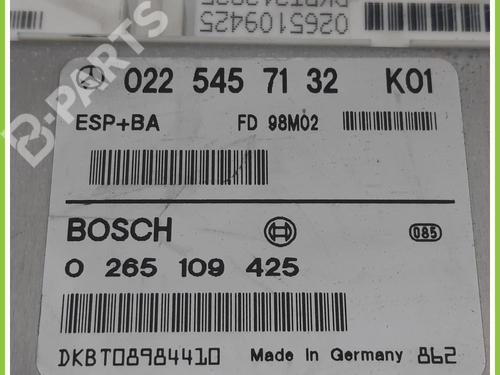 0265109425
B-PARTS
022 545 71 32 K01
ESP+BA FD 98M02
BOSCH 085
0 265 109 425
DKBT08984410 Made In Germany 862